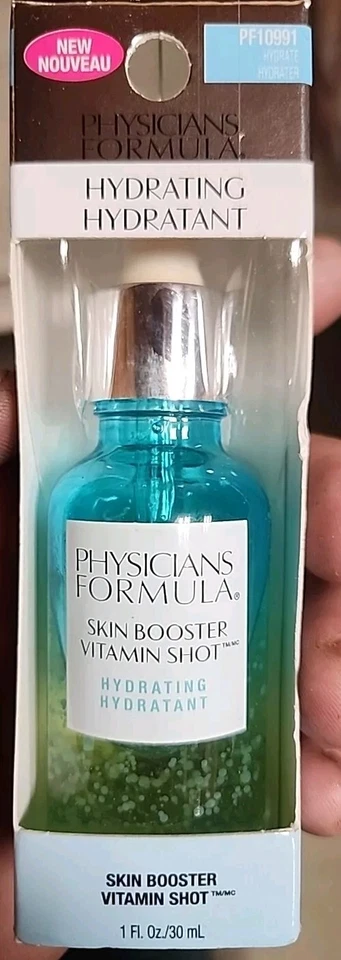 NEW
NOUVEAU
PF10991
HYDRATE
HYDRATER
PHYSICIANS
FORMULA®
HYDRATING
HYDRATANT
PHYSICIANS
FORMULA®
SKIN BOOSTER
VITAMIN SHOT™/MC
HYDRATING
HYDRATANT
SKIN BOOSTER
VITAMIN SHOT™/MC
1 Fl. Oz./30 mL